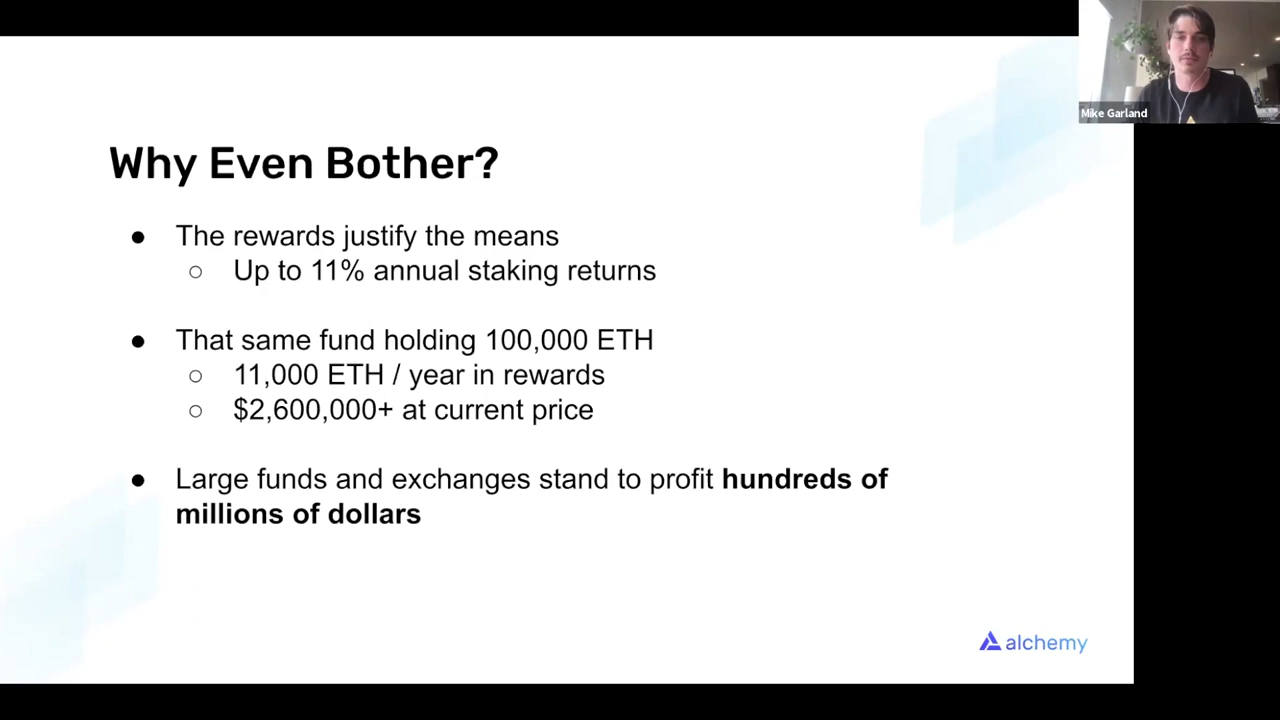 Mike Garland
Why Even Bother?
● The rewards justify the means
○ Up to 11% annual staking returns
● That same fund holding 100,000 ETH
○ 11,000 ETH / year in rewards
○ $2,600,000+ at current price
● Large funds and exchanges stand to profit hundreds of
millions of dollars
alchemy